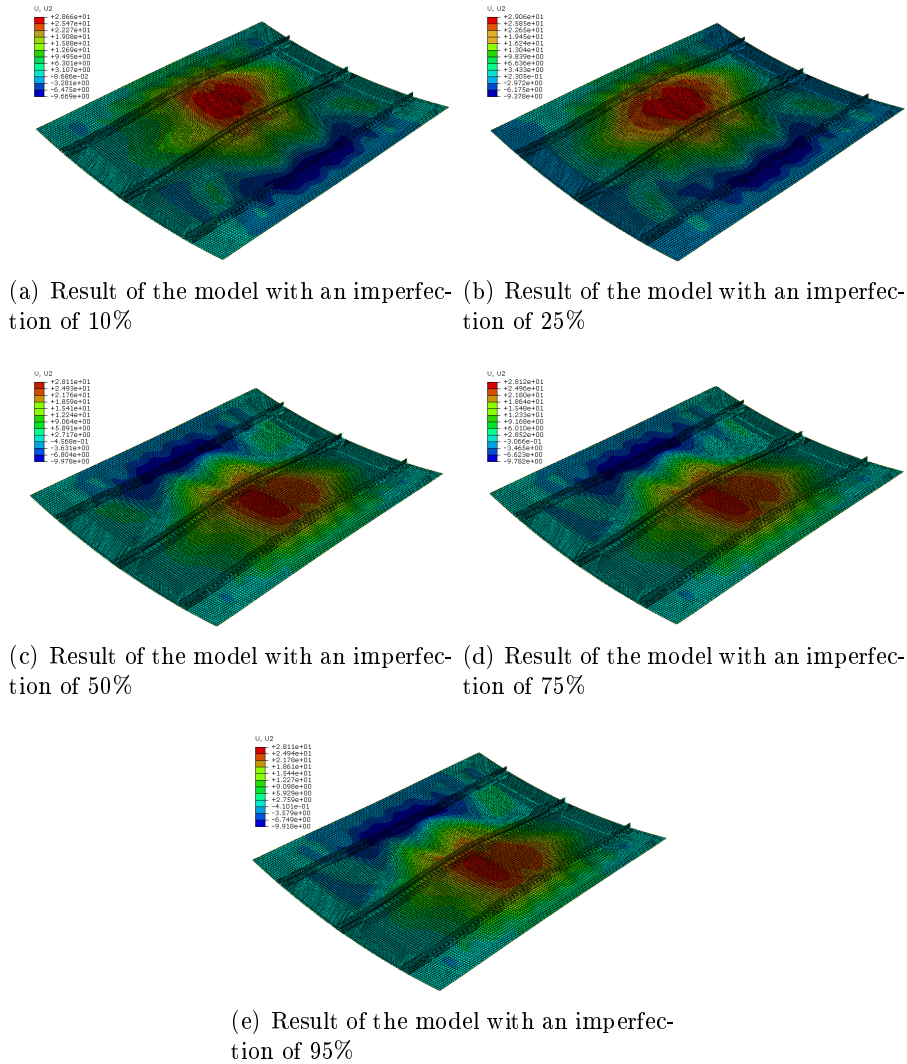 U, U2
+2.866e+01
+2.547e+01
+2.227e+01
+1.908e+01
+1.588e+01
+1.269e+01
+9.495e+00
+6.301e+00
+3.107e+00
-8.686e-02
-3.281e+00
-6.475e+00
-9.669e+00
U, U2
+2.906e+01
+2.585e+01
+2.265e+01
+1.945e+01
+1.624e+01
+1.304e+01
+9.839e+00
+6.636e+00
+3.433e+00
+2.305e-01
-2.972e+00
-6.175e+00
-9.378e+00
(a) Result of the model with an imperfec-
tion of 10%
(b) Result of the model with an imperfec-
tion of 25%
U, U2
+2.811e+01
+2.493e+01
+2.176e+01
+1.859e+01
+1.541e+01
+1.224e+01
+9.064e+00
+5.891e+00
+2.717e+00
-4.568e-01
-3.631e+00
-6.804e+00
-9.978e+00
U, U2
+2.812e+01
+2.496e+01
+2.180e+01
+1.864e+01
+1.548e+01
+1.233e+01
+9.168e+00
+6.010e+00
+2.852e+00
-3.066e-01
-3.465e+00
-6.623e+00
-9.782e+00
(c) Result of the model with an imperfec-
tion of 50%
(d) Result of the model with an imperfec-
tion of 75%
U, U2
+2.811e+01
+2.494e+01
+2.178e+01
+1.861e+01
+1.544e+01
+1.227e+01
+9.098e+00
+5.929e+00
+2.759e+00
-4.101e-01
-3.579e+00
-6.749e+00
-9.918e+00
(e) Result of the model with an imperfec-
tion of 95%